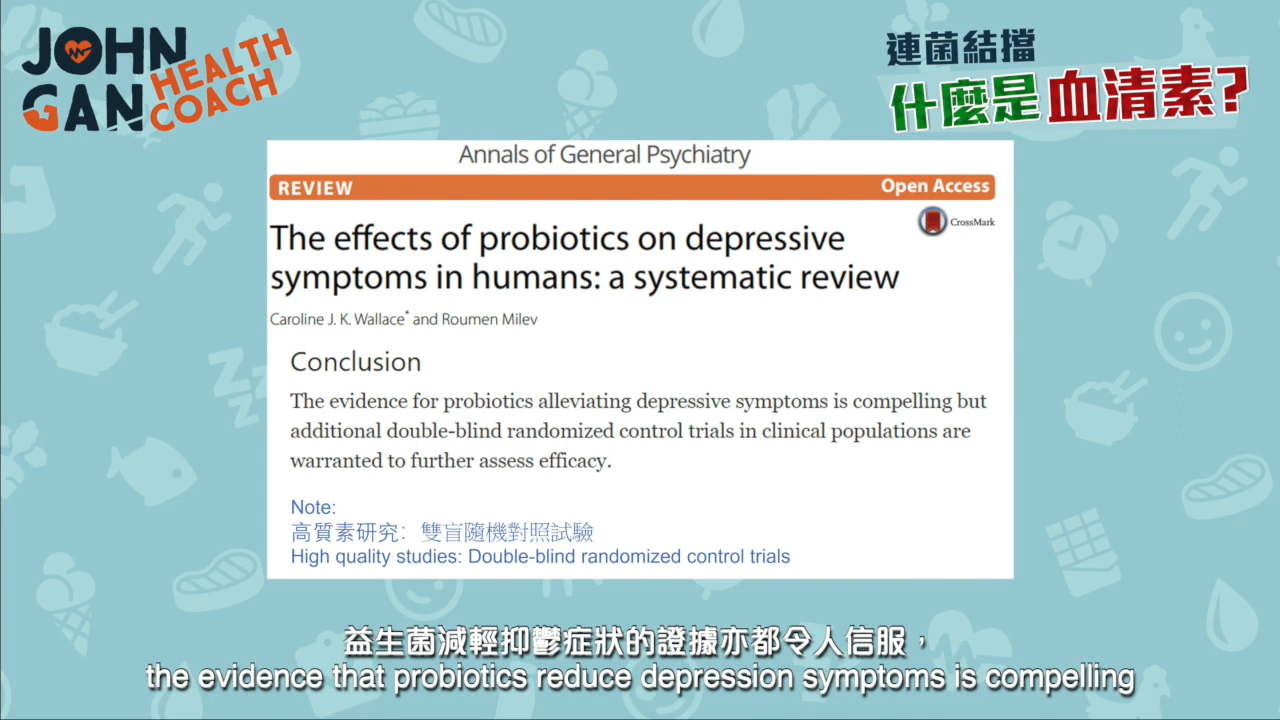 JOHN
GAN
HEALTH
COACH
連菌結擋
什麼是血清素?
Annals of General Psychiatry
REVIEW
Open Access
CrossMark
The effects of probiotics on depressive
symptoms in humans: a systematic review
Caroline J. K. Wallace* and Roumen Milev
Conclusion
The evidence for probiotics alleviating depressive symptoms is compelling but
additional double-blind randomized control trials in clinical populations are
warranted to further assess efficacy.
Note:
高質素研究: 雙盲隨機對照試驗
High quality studies: Double-blind randomized control trials
益生菌減輕抑鬱症狀的證據亦都令人信服，
the evidence that probiotics reduce depression symptoms is compelling